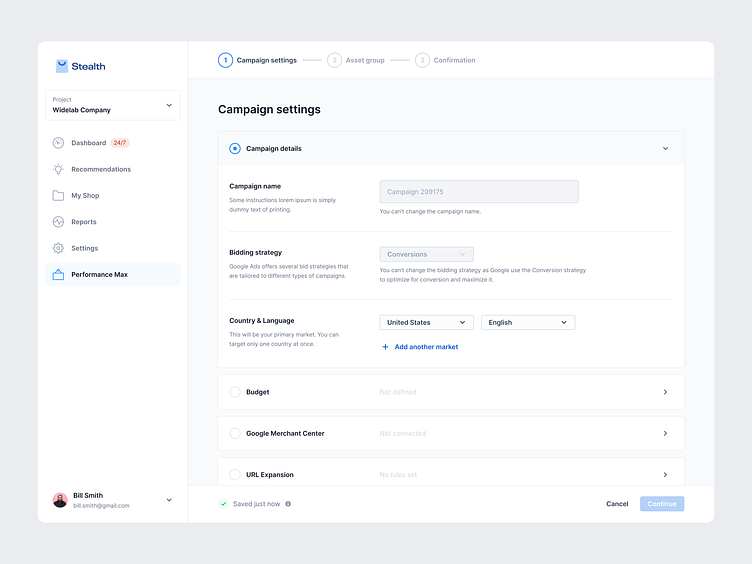 Stealth
Project
Widelab Company
Dashboard 24/7
Recommendations
My Shop
Reports
Settings
Performance Max
Bill Smith
bill.smith@gmail.com
1 Campaign settings
2 Asset group
3 Confirmation
Campaign settings
Campaign details
Campaign name
Some instructions lorem ipsum is simply
dummy text of printing.
Campaign 209175
You can't change the campaign name.
Bidding strategy
Google Ads offers several bid strategies that
are tailored to different types of campaigns.
Conversions
You can't change the bidding strategy as Google use the Conversion strategy
to optimize for conversion and maximize it.
Country & Language
This will be your primary market. You can
target only one country at once.
United States
English
+ Add another market
Budget
Not defined
Google Merchant Center
Not connected
URL Expansion
No rules set
Saved just now
Cancel
Continue